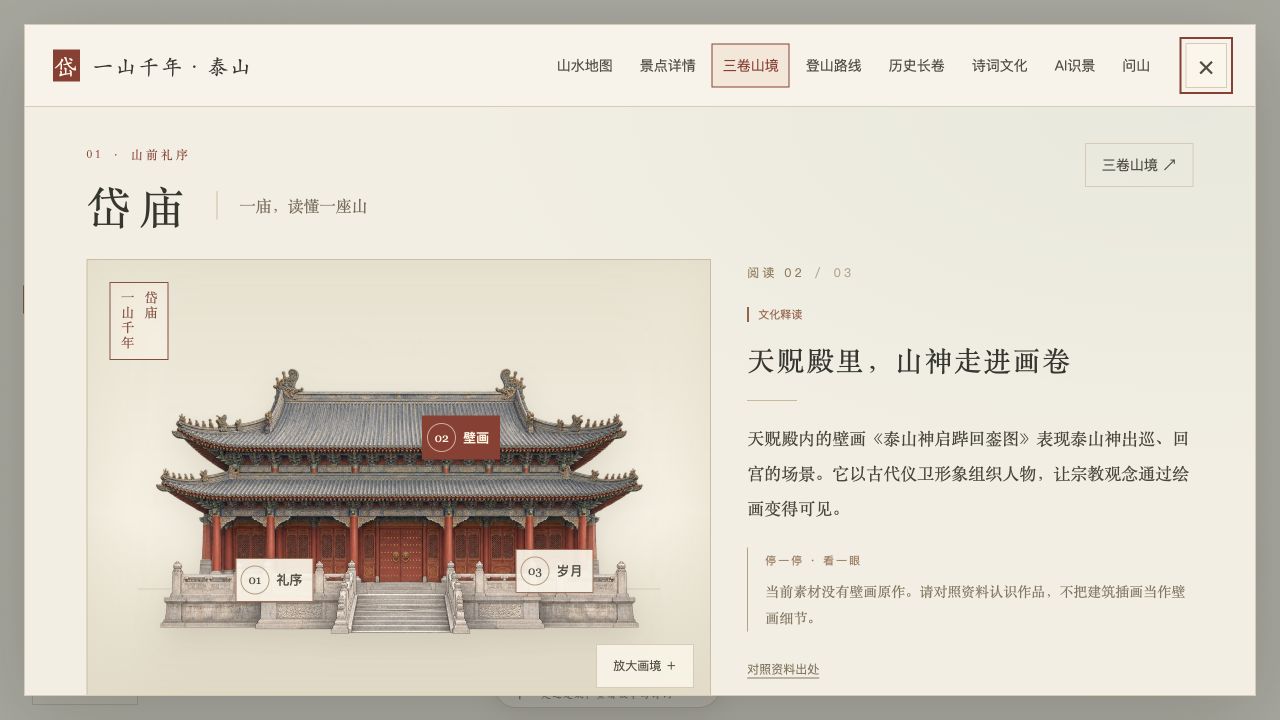 岱 一山千年 · 泰山
山水地图 景点详情 三卷山境 登山路线 历史长卷 诗词文化 AI识景 问山 ×
01 · 山前礼序
三卷山境 ↗
岱庙 一庙，读懂一座山
岱庙
一山千年
02 壁画
01 礼序
03 岁月
放大画境 +
阅读 02 / 03
文化释读
天贶殿里，山神走进画卷
天贶殿内的壁画《泰山神启跸回銮图》表现泰山神出巡、回
宫的场景。它以古代仪卫形象组织人物，让宗教观念通过绘
画变得可见。
停一停 · 看一眼
当前素材没有壁画原作。请对照资料认识作品，不把建筑插画当作壁
画细节。
对照资料出处